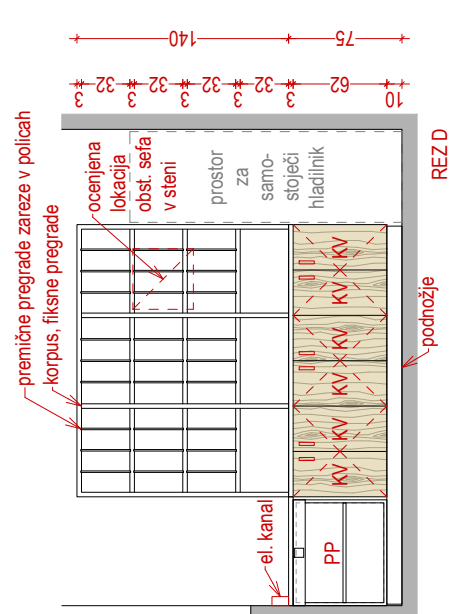 premične pregrade zareze v policah
korpus, fiksne pregrade
ocenjena
lokacija
obst. sefa
v steni
prostor
za
samo-
stoječi
hladilnik
el. kanal
PP
KV
KV
KV
KV
KV
KV
podnožje
REZ D
140
75
3
32
3
32
3
32
3
32
3
62
10